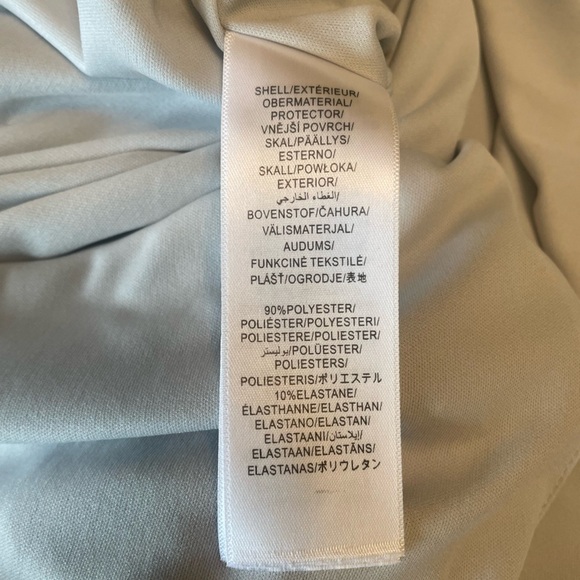 SHELL/EXTÉRIEUR/
OBERMATERIAL/
PROTECTOR/
VNĚJŠÍ POVRCH/
SKAL/PÄÄLLYS/
ESTERNO/
SKALL/POWŁOKA/
EXTERIOR/
الغطاء الخارجي/
BOVENSTOF/ČAHURA/
VÄLISMATERJAL/
AUDUMS/
FUNKCINĖ TEKSTILĖ/
PLÁŠŤ/OGRODJE/表地
90%POLYESTER/
POLIÉSTER/POLYESTERI/
POLIESTERE/POLIESTER/
بوليستر/POLÜESTER/
POLIESTERS/
POLIESTERIS/ポリエステル
10%ELASTANE/
ÉLASTHANNE/ELASTHAN/
ELASTANO/ELASTAN/
ELASTAANI/إيلاستان/
ELASTAAN/ELASTĀNS/
ELASTANAS/ポリウレタン